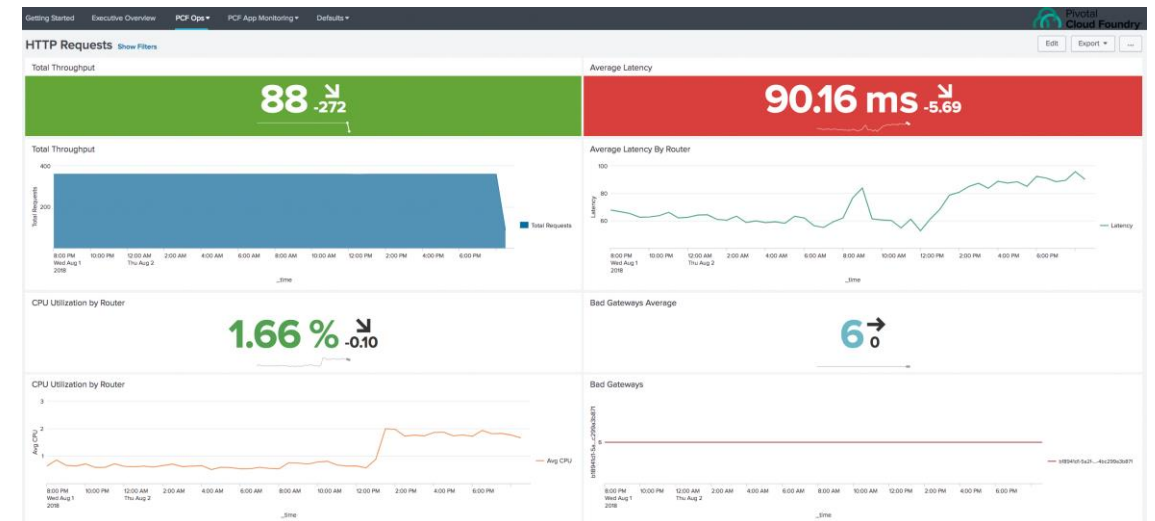 Getting Started Executive Overview PCF Ops PCF App Monitoring Defaults
Pivotal
Cloud Foundry
HTTP Requests Show Filters
Edit Export ...
Total Throughput
88 -272
Average Latency
90.16 ms -5.69
Total Throughput
400
200
Total Requests
Total Requests
8:00 PM 10:00 PM 12:00 AM 2:00 AM 4:00 AM 6:00 AM 8:00 AM 10:00 AM 12:00 PM 2:00 PM 4:00 PM 6:00 PM
Wed Aug 1 Thu Aug 2
2018
_time
Average Latency By Router
100
80
60
Latency
Latency
8:00 PM 10:00 PM 12:00 AM 2:00 AM 4:00 AM 6:00 AM 8:00 AM 10:00 AM 12:00 PM 2:00 PM 4:00 PM 6:00 PM
Wed Aug 1 Thu Aug 2
2018
_time
CPU Utilization by Router
1.66 % -0.10
Bad Gateways Average
6 0
CPU Utilization by Router
3
2
1
Avg CPU
Avg CPU
8:00 PM 10:00 PM 12:00 AM 2:00 AM 4:00 AM 6:00 AM 8:00 AM 10:00 AM 12:00 PM 2:00 PM 4:00 PM 6:00 PM
Wed Aug 1 Thu Aug 2
2018
_time
Bad Gateways
6
8:00 PM 10:00 PM 12:00 AM 2:00 AM 4:00 AM 6:00 AM 8:00 AM 10:00 AM 12:00 PM 2:00 PM 4:00 PM 6:00 PM
Wed Aug 1 Thu Aug 2
2018
_time